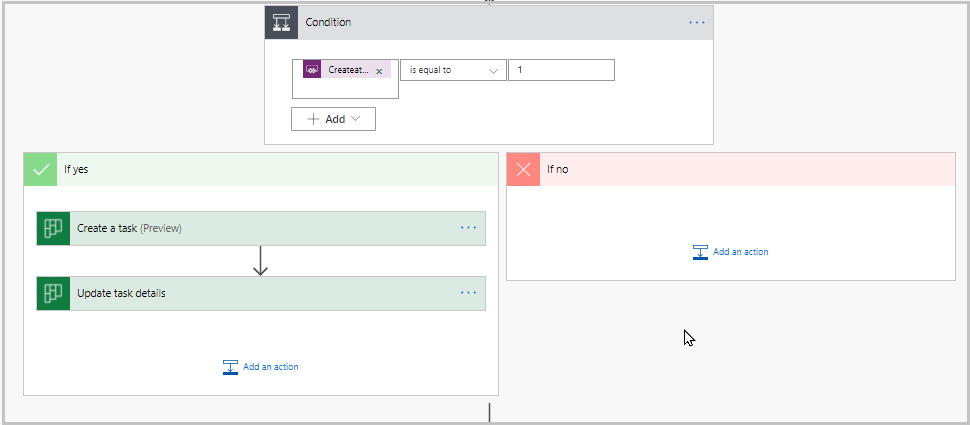 Condition
Createat...
is equal to
1
Add
If yes
If no
Create a task (Preview)
Add an action
Update task details
Add an action